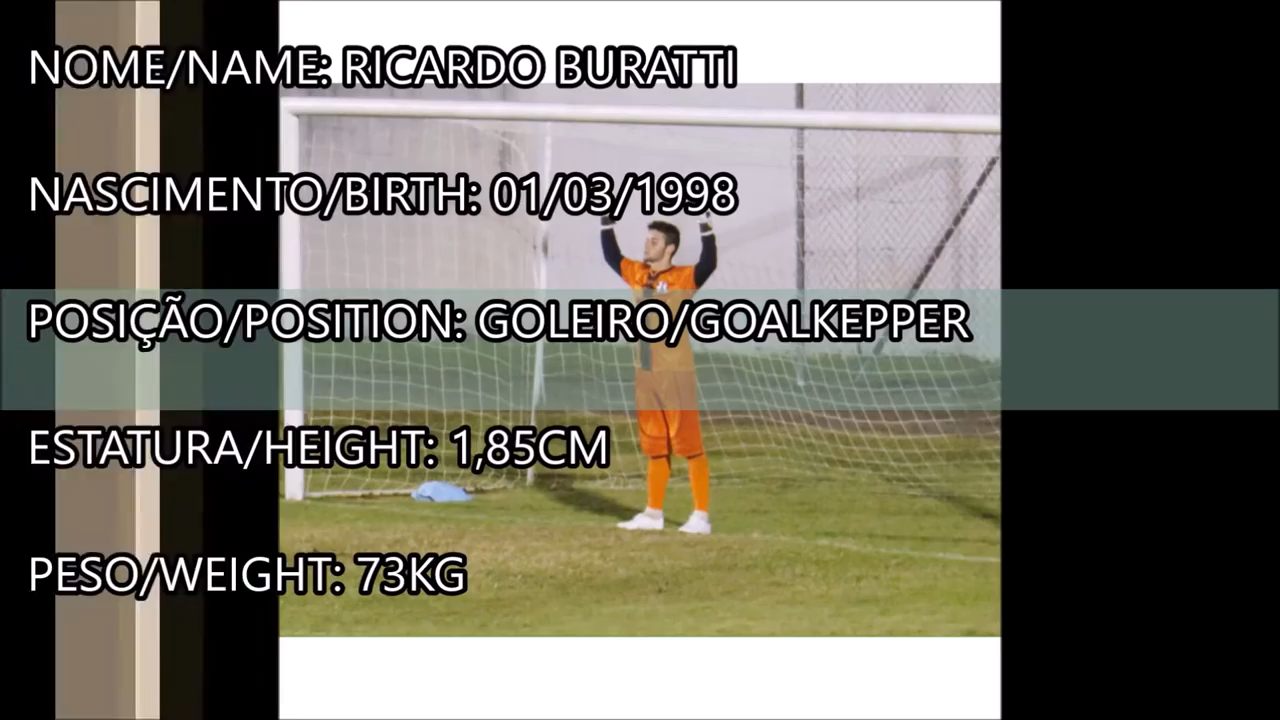 NOME/NAME: RICARDO BURATTI
NASCIMENTO/BIRTH: 01/03/1998
POSIÇÃO/POSITION: GOLEIRO/GOALKEPPER
ESTATURA/HEIGHT: 1,85CM
PESO/WEIGHT: 73KG